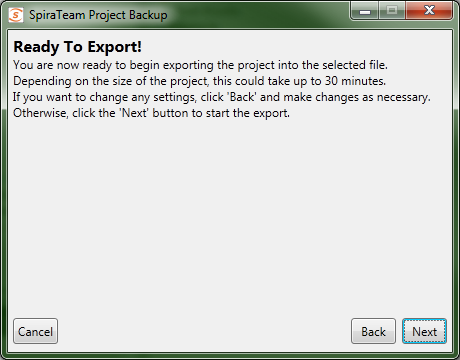 SpiraTeam Project Backup
Ready To Export!
You are now ready to begin exporting the project into the selected file.
Depending on the size of the project, this could take up to 30 minutes.
If you want to change any settings, click 'Back' and make changes as necessary.
Otherwise, click the 'Next' button to start the export.
Cancel Back Next